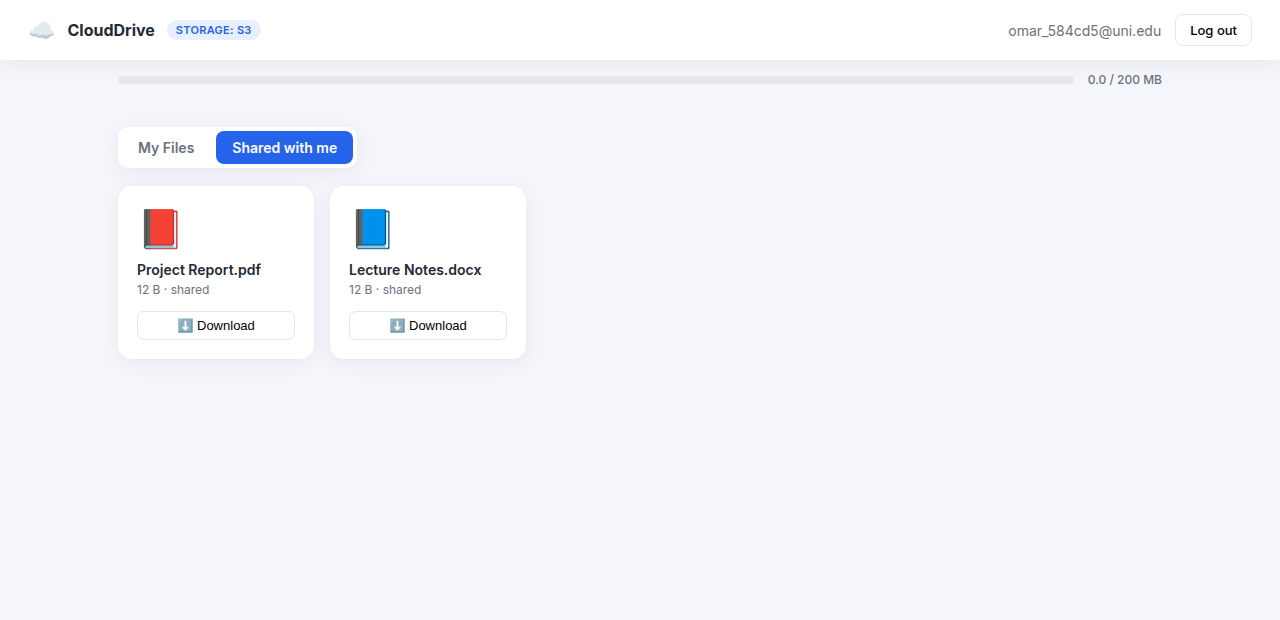 CloudDrive STORAGE: S3 omar_584cd5@uni.edu Log out
0.0 / 200 MB
My Files Shared with me
Project Report.pdf Lecture Notes.docx
12 B · shared 12 B · shared
Download Download